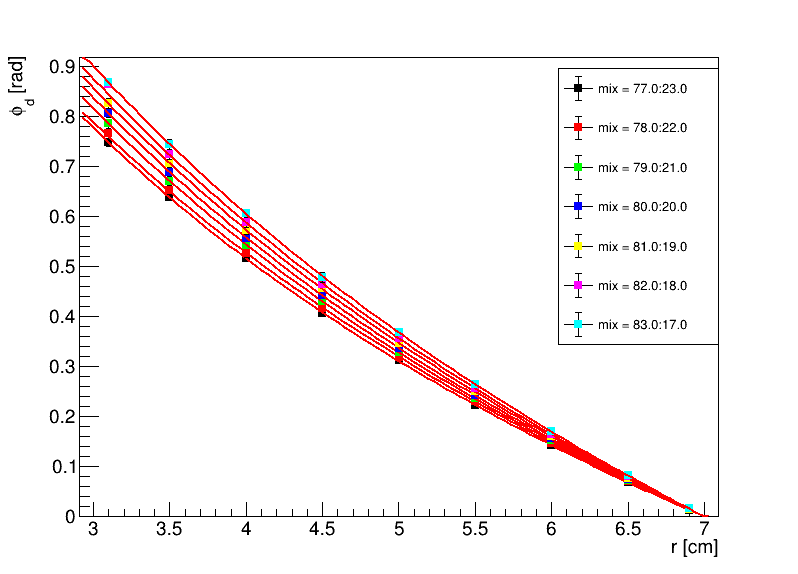 ϕd [rad]
0.9
0.8
0.7
0.6
0.5
0.4
0.3
0.2
0.1
0
3 3.5 4 4.5 5 5.5 6 6.5 7
r [cm]
mix = 77.0:23.0
mix = 78.0:22.0
mix = 79.0:21.0
mix = 80.0:20.0
mix = 81.0:19.0
mix = 82.0:18.0
mix = 83.0:17.0